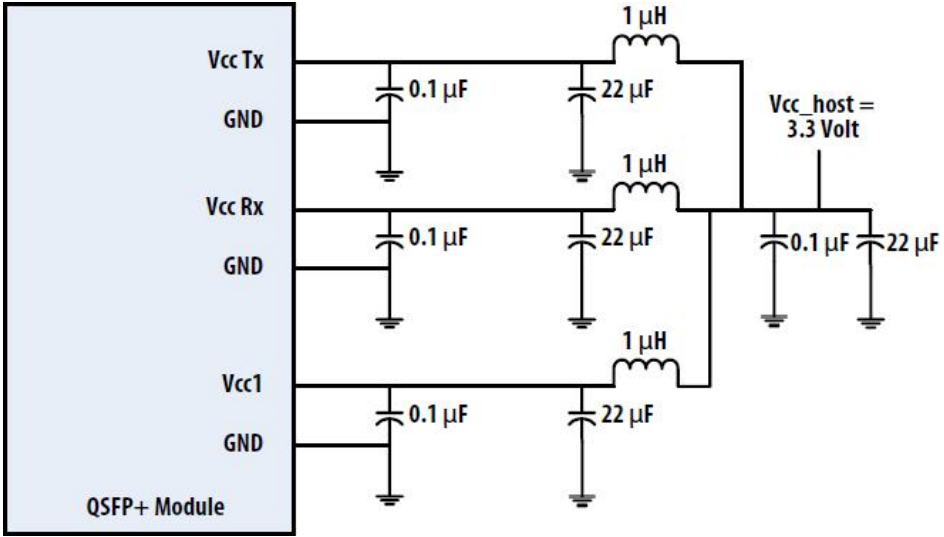 1 μH
Vcc Tx
0.1 μF
22 μF
Vcc_host =
3.3 Volt
GND
1 μH
Vcc Rx
0.1 μF
22 μF
0.1 μF
22 μF
GND
1 μH
Vcc1
0.1 μF
22 μF
GND
QSFP+ Module